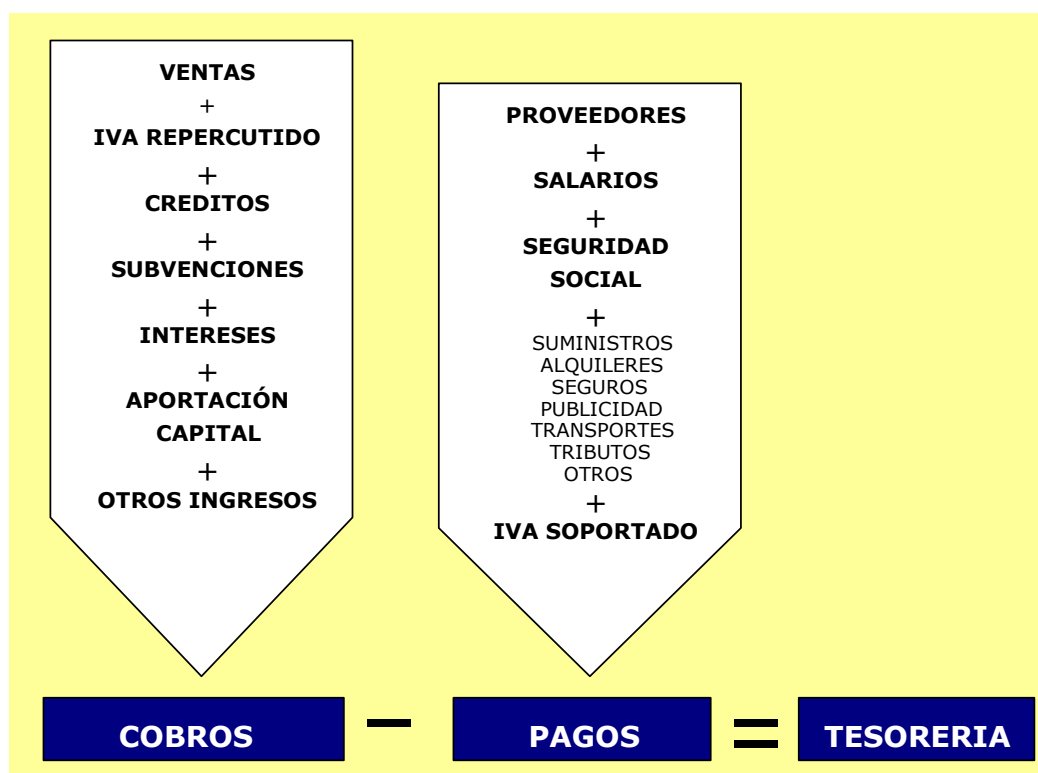 VENTAS
+
IVA REPERCUTIDO
+
CREDITOS
+
SUBVENCIONES
+
INTERESES
+
APORTACIÓN
CAPITAL
+
OTROS INGRESOS
PROVEEDORES
+
SALARIOS
+
SEGURIDAD
SOCIAL
+
SUMINISTROS
ALQUILERES
SEGUROS
PUBLICIDAD
TRANSPORTES
TRIBUTOS
OTROS
+
IVA SOPORTADO
COBROS − PAGOS = TESORERIA